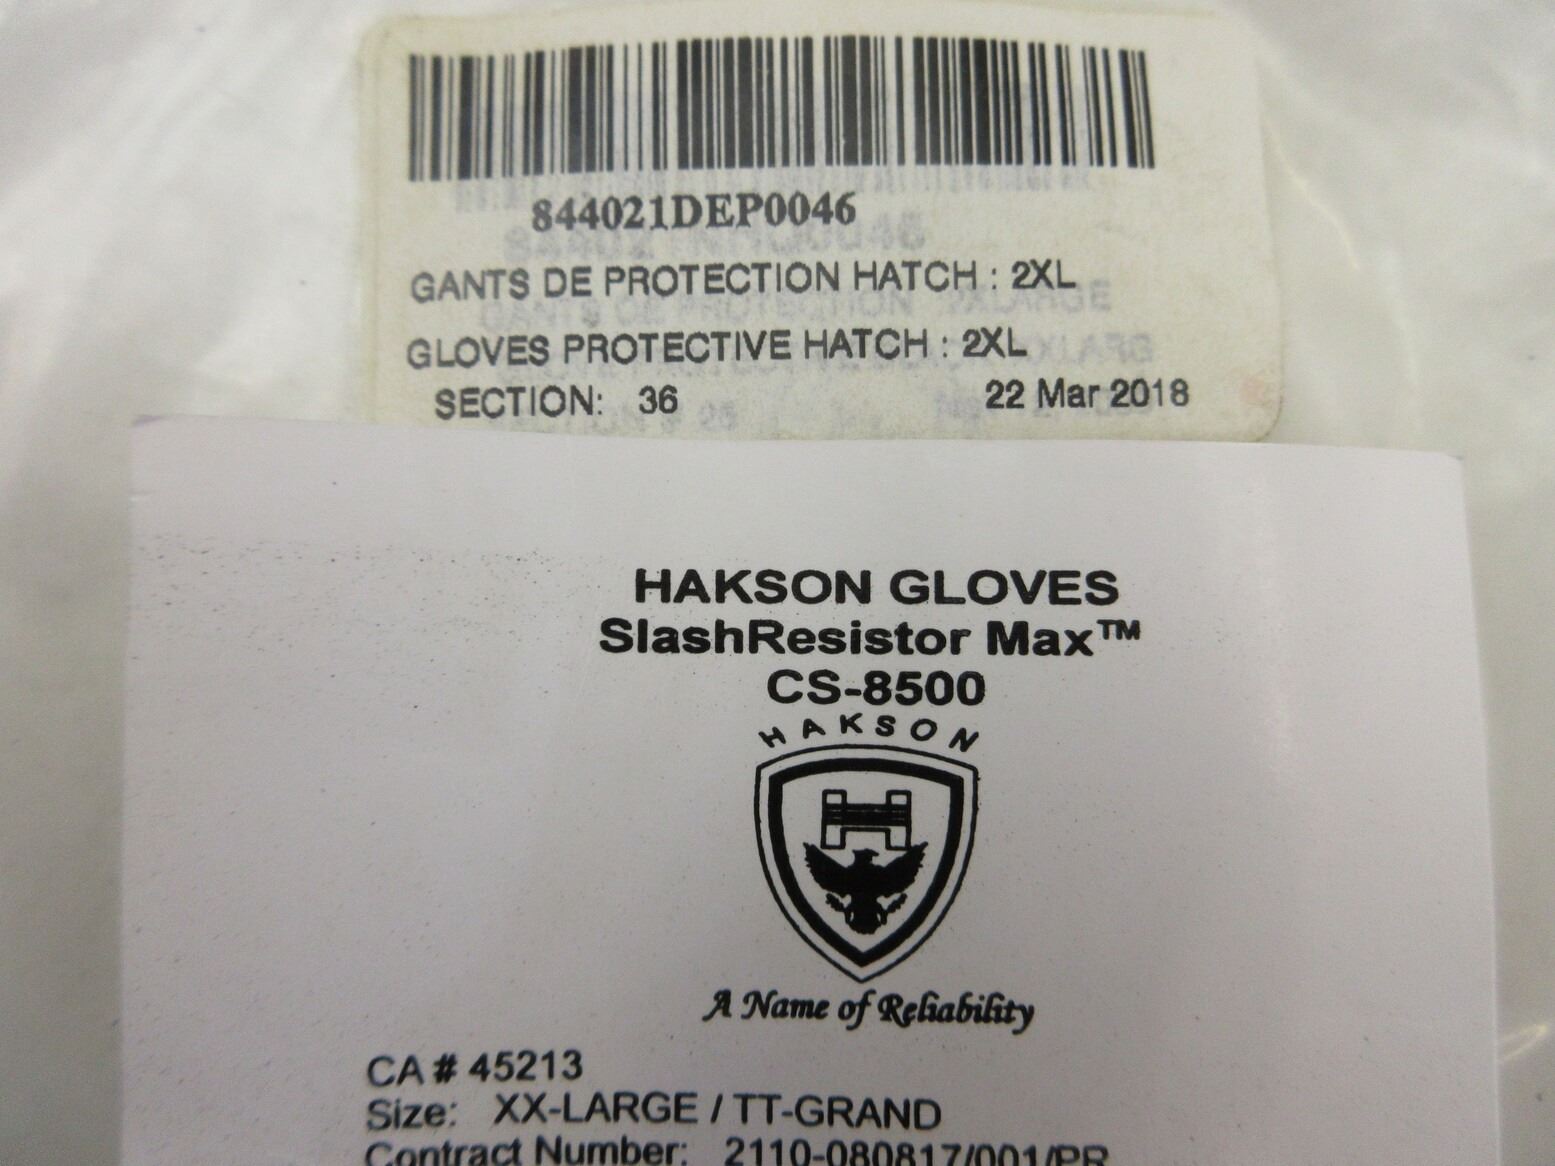 844021DEP0046
GANTS DE PROTECTION HATCH : 2XL
GLOVES PROTECTIVE HATCH : 2XL
SECTION: 36 22 Mar 2018
HAKSON GLOVES
SlashResistor Max™
CS-8500
HAKSON
A Name of Reliability
CA # 45213
Size: XX-LARGE / TT-GRAND
Contract Number: 2110-080817/001/PR